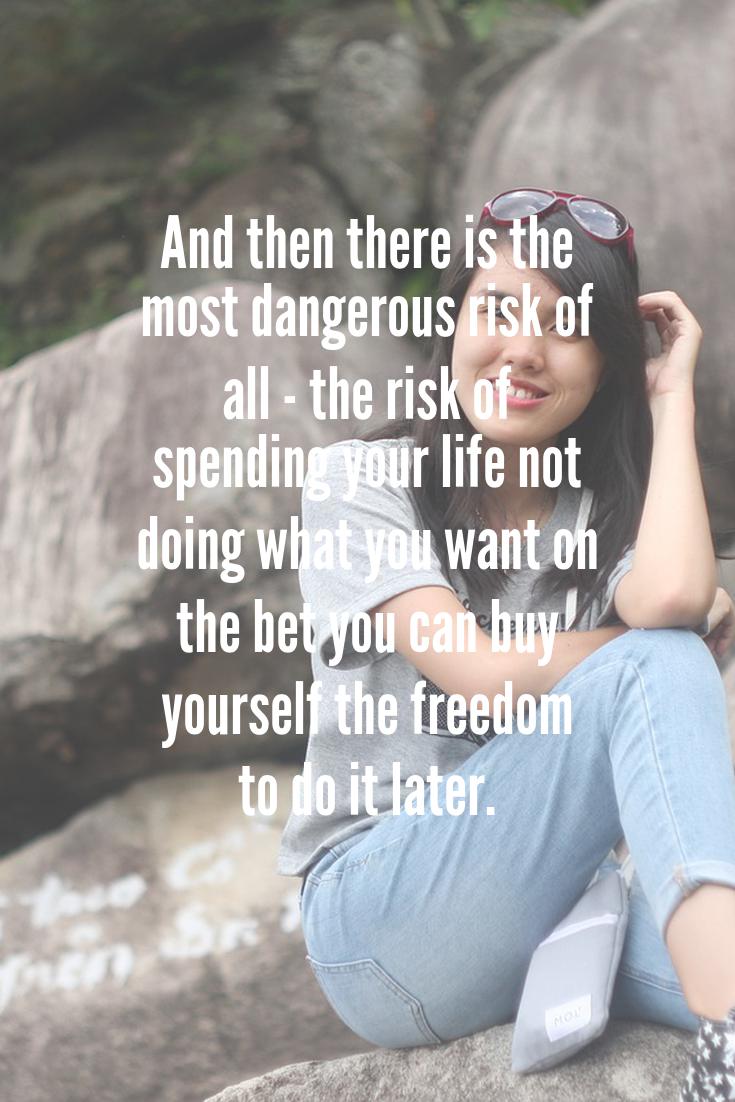 And then there is the
most dangerous risk of
all - the risk of
spending your life not
doing what you want on
the bet you can buy
yourself the freedom
to do it later.
MOL